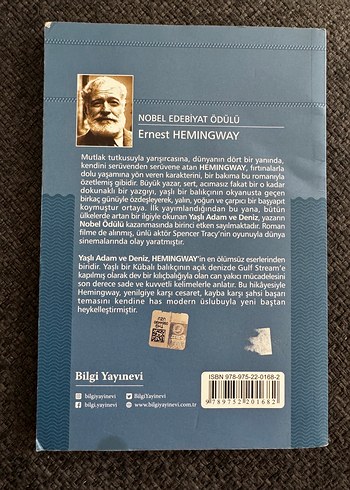 NOBEL EDEBİYAT ÖDÜLÜ
Ernest HEMINGWAY
Mutlak tutkusuyla yarışırcasına, dünyanın dört bir yanında,
kendini serüvenden serüvene atan HEMINGWAY, fırtınalarla
dolu yaşamına yön veren karakterini, bir bakıma bu romanıyla
özetlemiş gibidir. Büyük yazar, sert, acımasız fakat bir o kadar
dokunaklı bir yazgıyı, yaşlı bir balıkçının okyanusta geçen
birkaç günüyle özdeşleyerek, yalın, yoğun ve çarpıcı bir başyapıt
koymuştur ortaya. İlk yayımlandığından bu yana, bütün
ülkelerde artan bir ilgiyle okunan Yaşlı Adam ve Deniz, yazarın
Nobel Ödülü kazanmasında birinci etken sayılmaktadır. Roman
filme de alınmış, ünlü aktör Spencer Tracy'nin oyunuyla dünya
sinemalarında olay yaratmıştır.
Yaşlı Adam ve Deniz, HEMINGWAY'in en ölümsüz eserlerinden
biridir. Yaşlı bir Kübalı balıkçının açık denizde Gulf Stream'e
kapılmış olarak dev bir kılıçbalığıyla olan can yakıcı mücadelesini
son derece sade ve kuvvetli kelimelerle anlatır. Bu hikâyesiyle
Hemingway, yenilgiye karşı cesaret, kayba karşı şahsi başarı
temasını kendine has modern üslubuyla yeni baştan
heykelleştirmiştir.
Bilgi Yayınevi
bilgiyayinevi
BilgiYayinevi
bilgi.yayinevi
www.bilgiyayinevi.com.tr
ISBN 978-975-22-0168-2
9 789752 201682